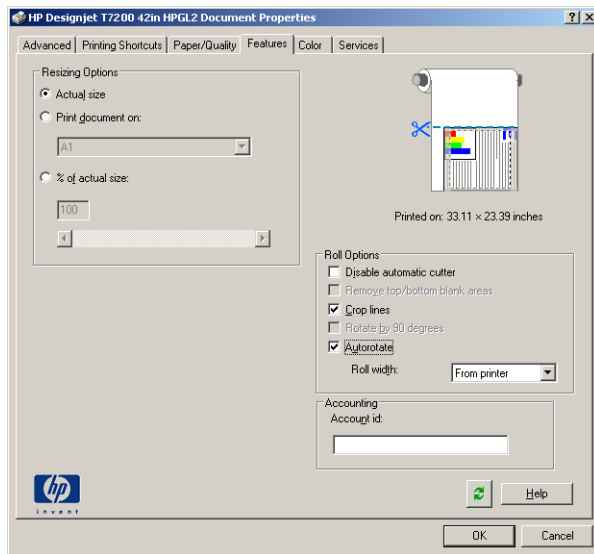 HP Designjet T7200 42in HPGL2 Document Properties
Advanced Printing Shortcuts Paper/Quality Features Color Services
Resizing Options
Actual size
Print document on:
A1
% of actual size:
100
Printed on: 33.11 × 23.39 inches
Roll Options
Disable automatic cutter
Remove top/bottom blank areas
Crop lines
Rotate by 90 degrees
Autorotate
Roll width:
From printer
Accounting
Account id:
hp
invent
Help
OK Cancel